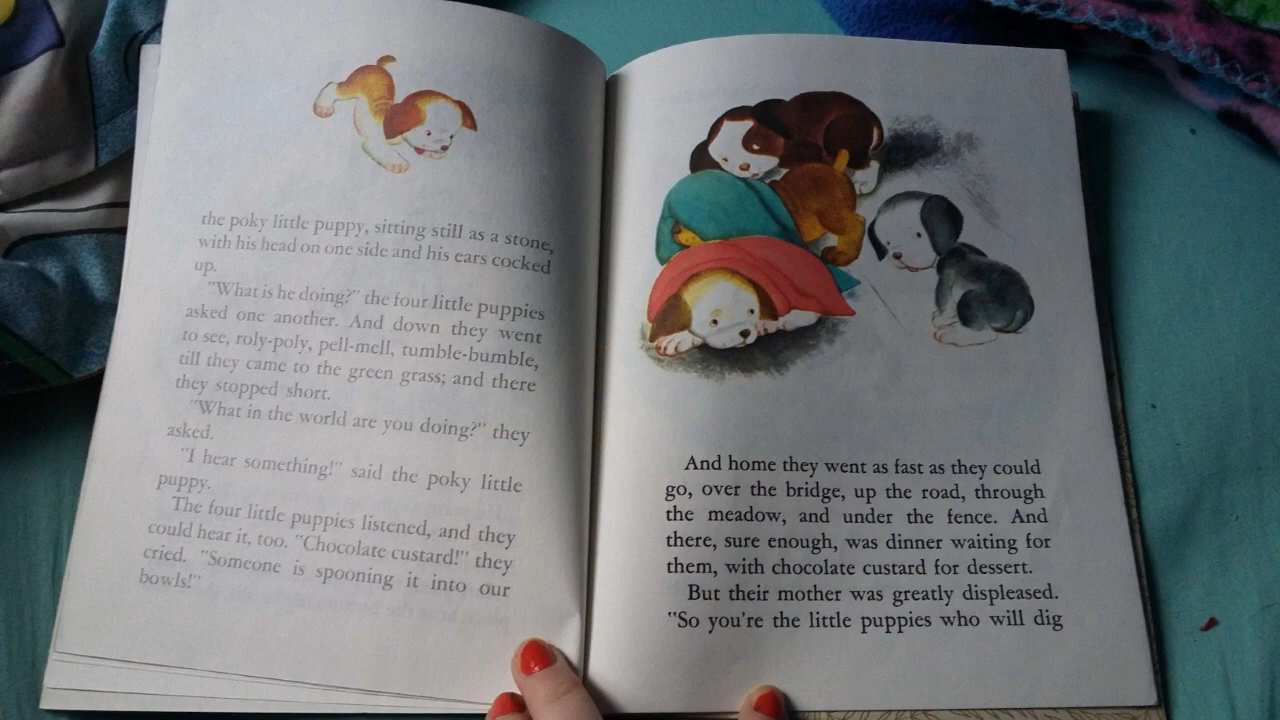 the poky little puppy, sitting still as a stone,
with his head on one side and his ears cocked
up.
"What is he doing?" the four little puppies
asked one another. And down they went
to see, roly-poly, pell-mell, tumble-bumble,
till they came to the green grass; and there
they stopped short.
"What in the world are you doing?" they
asked.
"I hear something!" said the poky little
puppy.
The four little puppies listened, and they
could hear it, too. "Chocolate custard!" they
cried. "Someone is spooning it into our
bowls!"
And home they went as fast as they could
go, over the bridge, up the road, through
the meadow, and under the fence. And
there, sure enough, was dinner waiting for
them, with chocolate custard for dessert.
But their mother was greatly displeased.
"So you're the little puppies who will dig